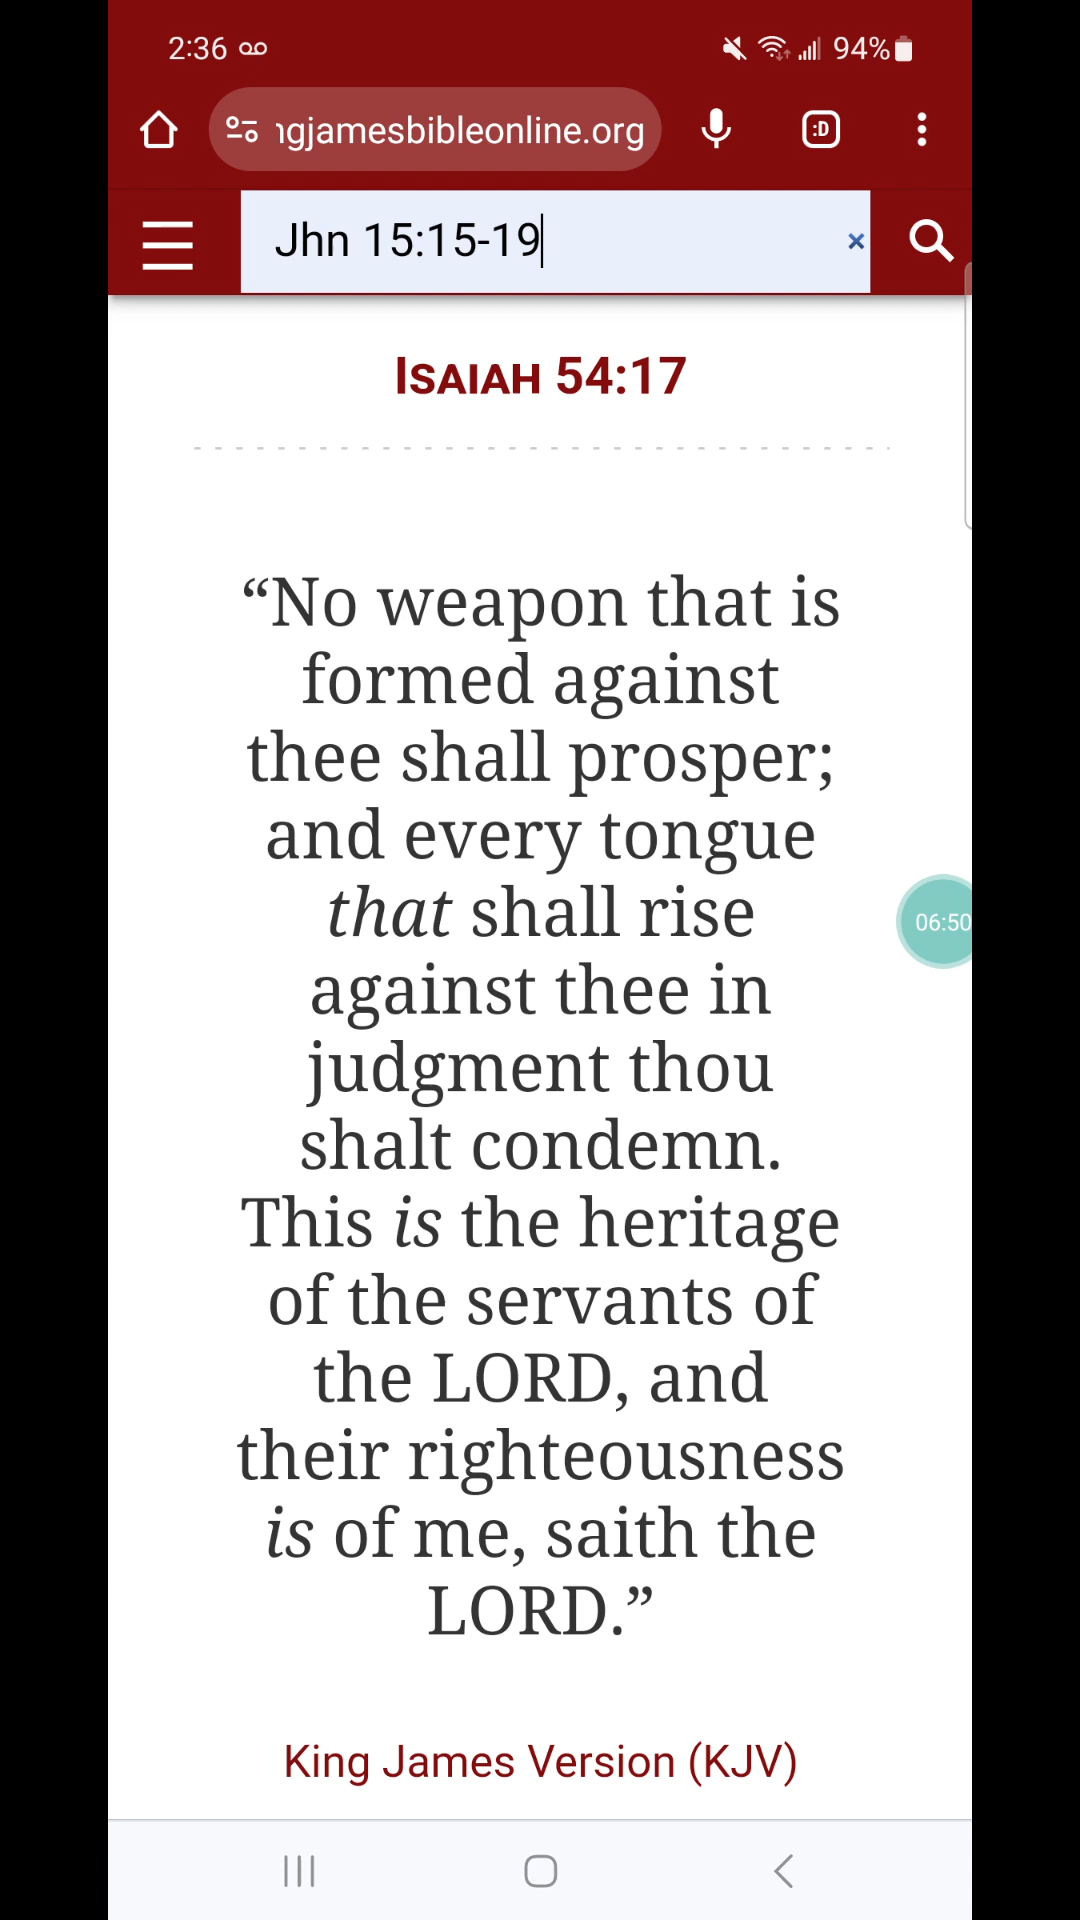 2:36
94%
ngjamesbibleonline.org
:D
Jhn 15:15-19
×
ISAIAH 54:17
“No weapon that is
formed against
thee shall prosper;
and every tongue
that shall rise
against thee in
judgment thou
shalt condemn.
This is the heritage
of the servants of
the LORD, and
their righteousness
is of me, saith the
LORD.”
06:50
King James Version (KJV)